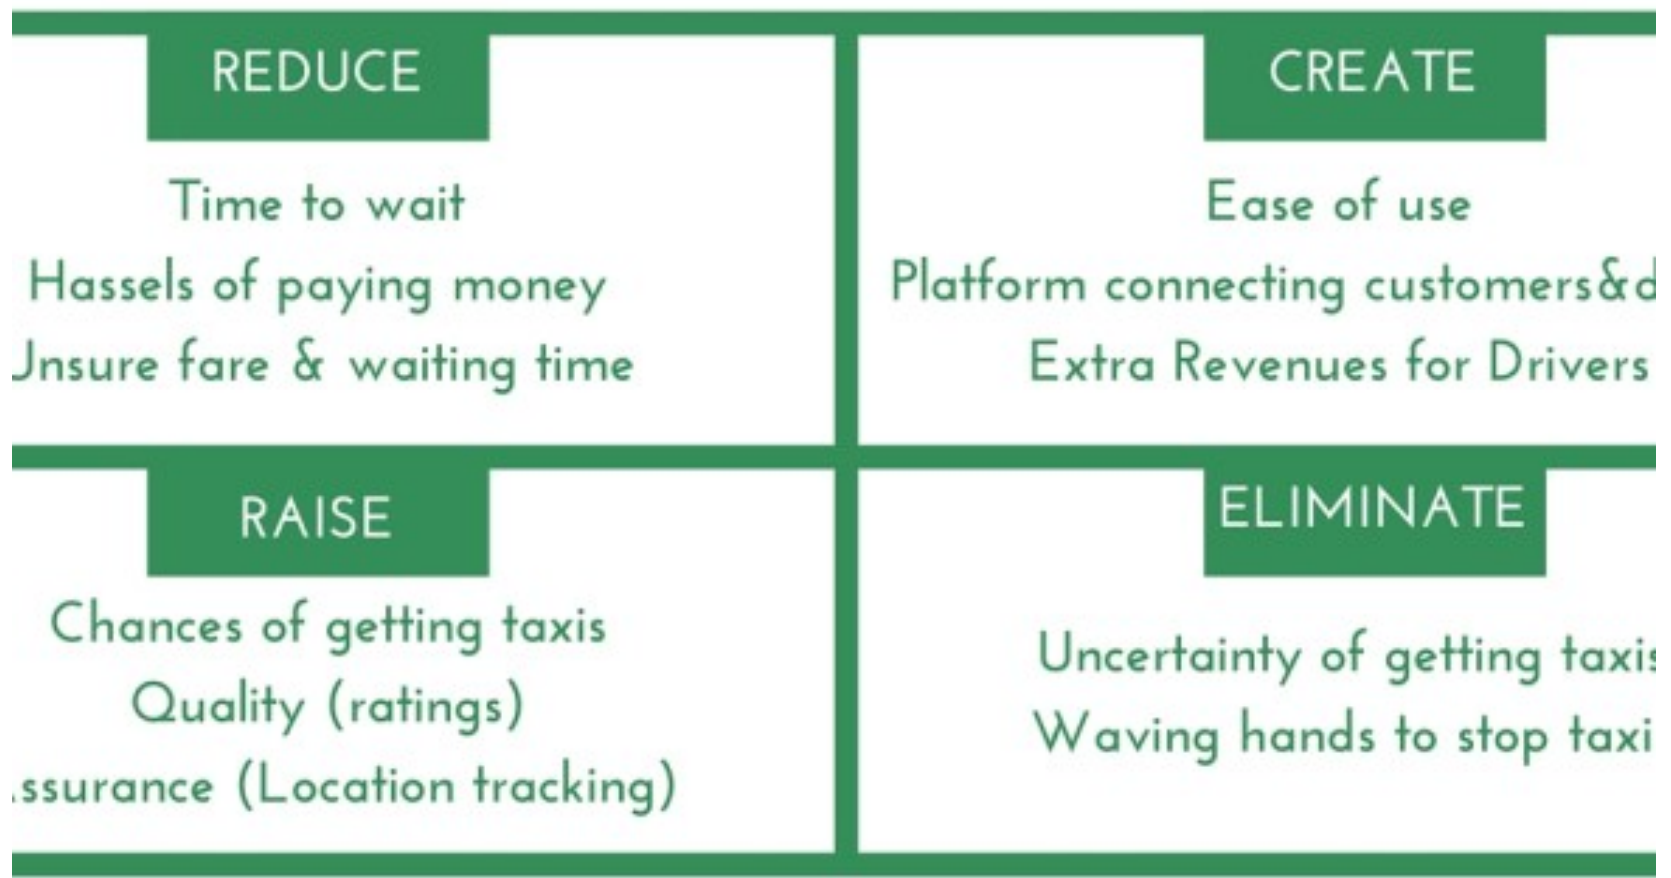 REDUCE
Time to wait
Hassels of paying money
Unsure fare & waiting time
CREATE
Ease of use
Platform connecting customers&d
Extra Revenues for Drivers
RAISE
Chances of getting taxis
Quality (ratings)
ssurance (Location tracking)
ELIMINATE
Uncertainty of getting taxis
Waving hands to stop taxi